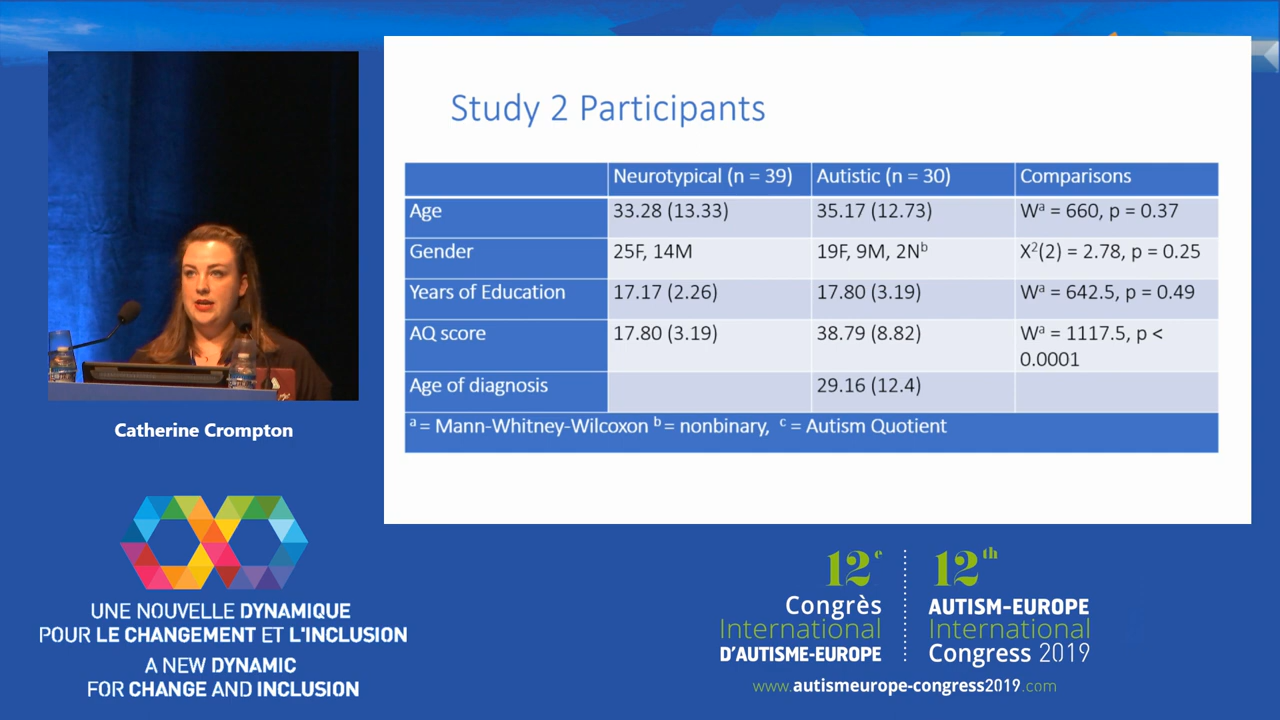 Study 2 Participants
Neurotypical (n = 39) Autistic (n = 30) Comparisons
Age 33.28 (13.33) 35.17 (12.73) Wᵃ = 660, p = 0.37
Gender 25F, 14M 19F, 9M, 2Nᵇ X²(2) = 2.78, p = 0.25
Years of Education 17.17 (2.26) 17.80 (3.19) Wᵃ = 642.5, p = 0.49
AQ score 17.80 (3.19) 38.79 (8.82) Wᵃ = 1117.5, p <
0.0001
Age of diagnosis 29.16 (12.4)
ᵃ = Mann-Whitney-Wilcoxon ᵇ = nonbinary, ᶜ = Autism Quotient
Catherine Crompton
UNE NOUVELLE DYNAMIQUE
POUR LE CHANGEMENT ET L'INCLUSION
A NEW DYNAMIC
FOR CHANGE AND INCLUSION
12ᵉ
Congrès
International
D'AUTISME-EUROPE
12ᵗʰ
AUTISM-EUROPE
International
Congress 2019
www.autismeurope-congress2019.com